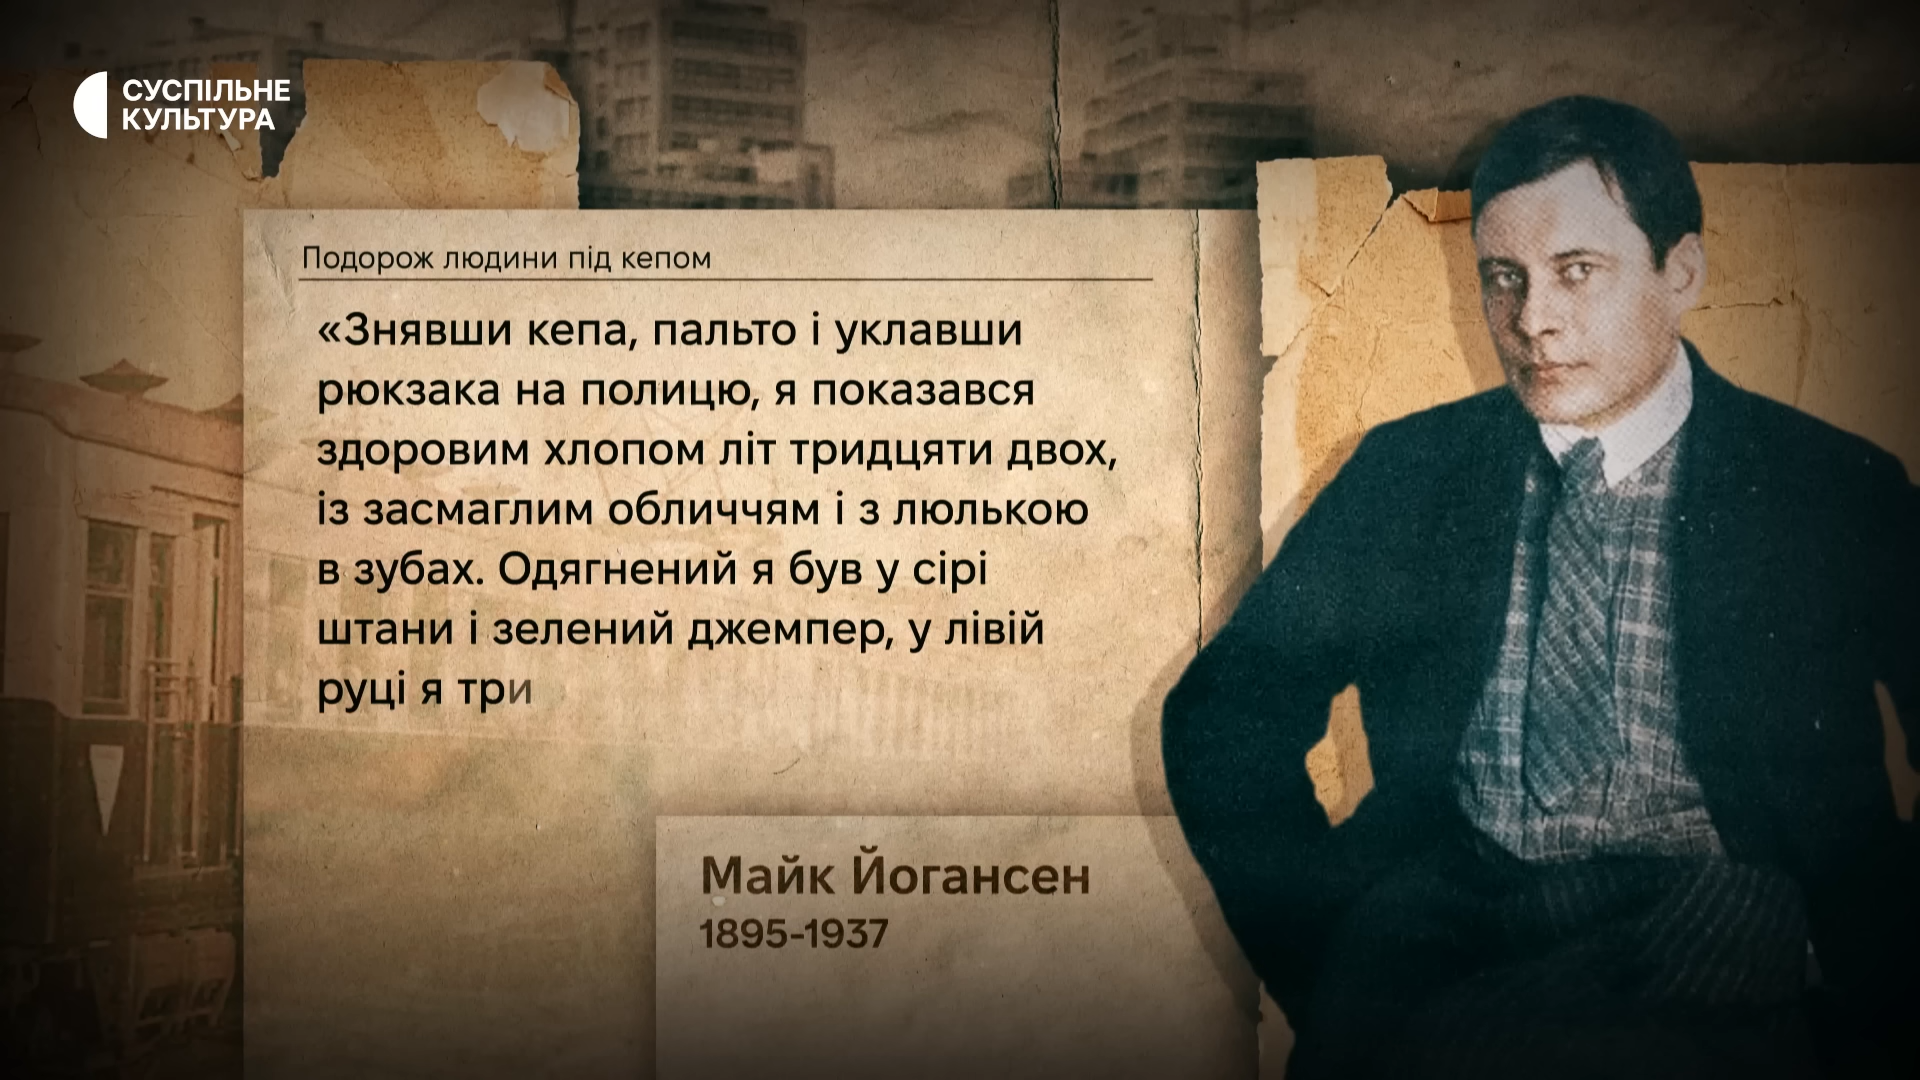 СУСПІЛЬНЕ
КУЛЬТУРА
Подорож людини під кепом
«Знявши кепа, пальто і уклавши
рюкзака на полицю, я показався
здоровим хлопом літ тридцяти двох,
із засмаглим обличчям і з люлькою
в зубах. Одягнений я був у сірі
штани і зелений джемпер, у лівій
руці я три
Майк Йогансен
1895-1937